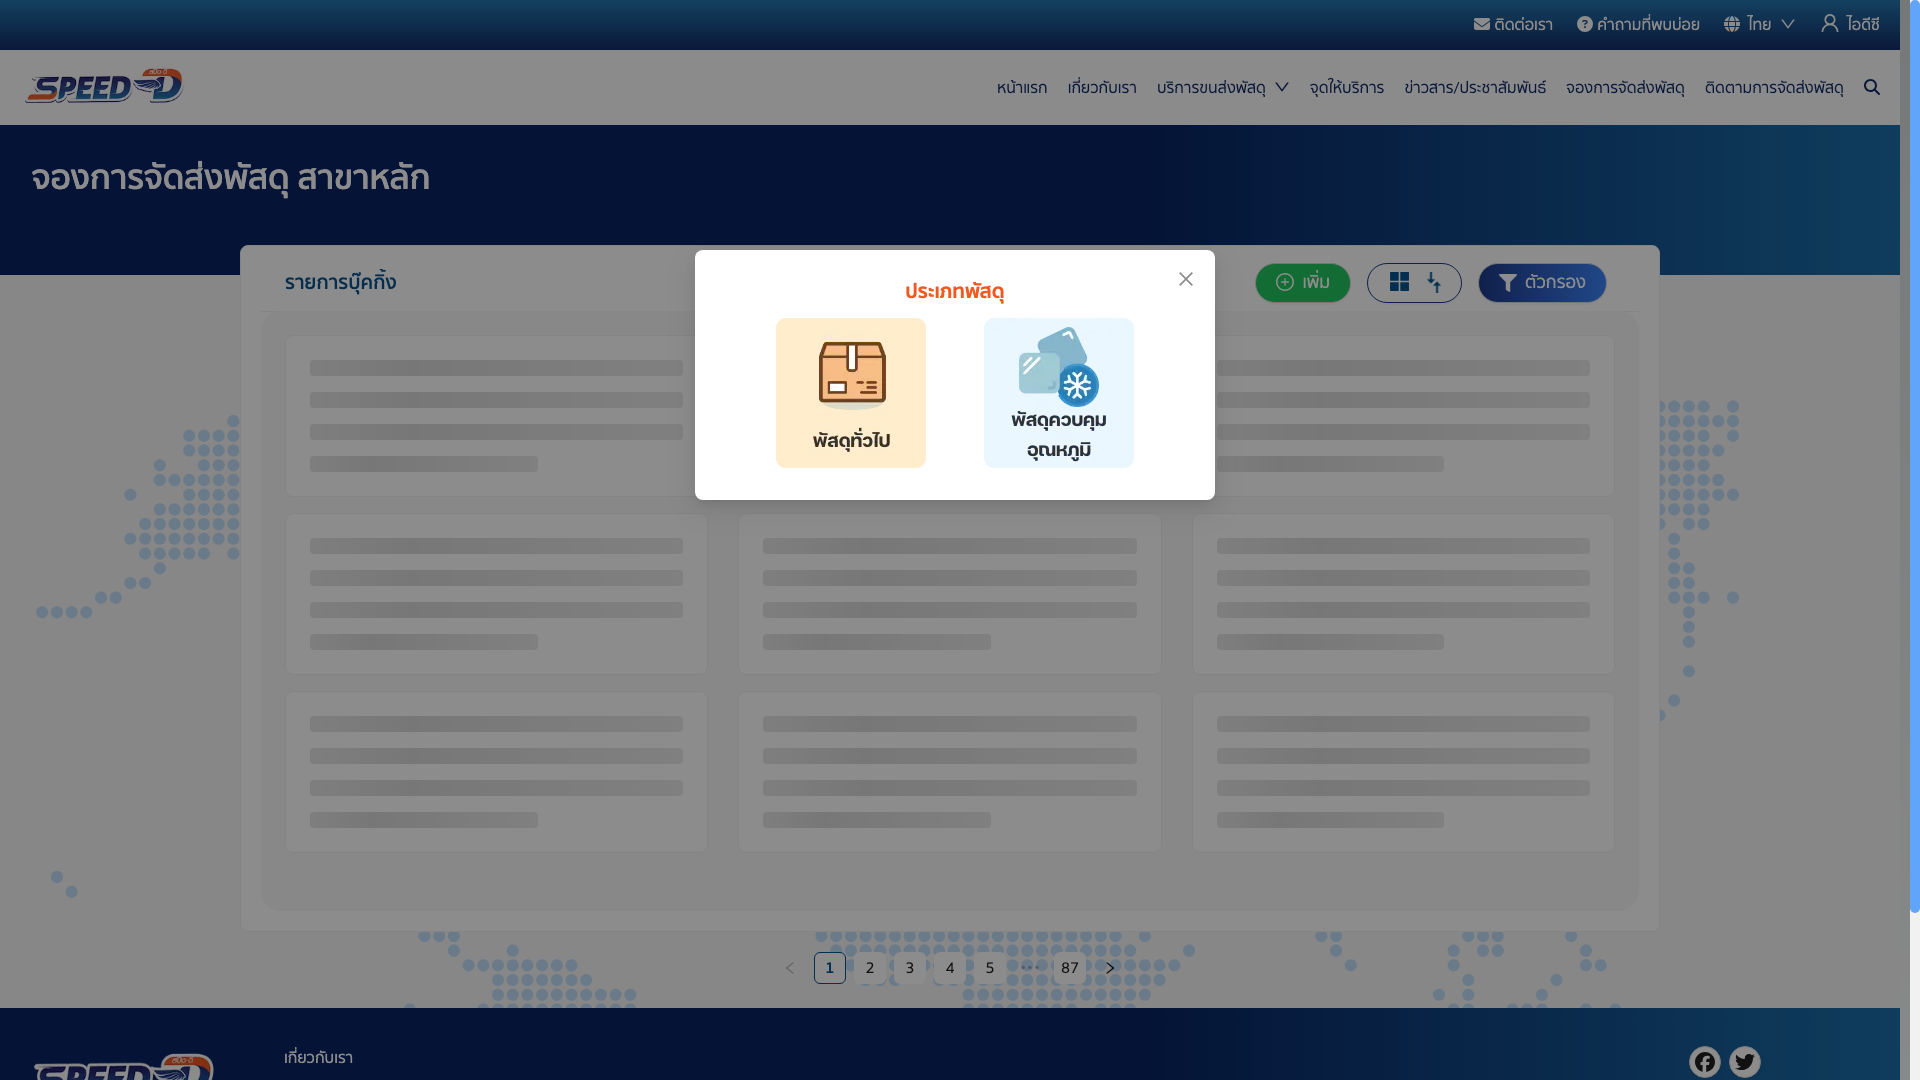 ติดต่อเรา
คำถามที่พบบ่อย
ไทย
ไอดีซี
สปีด-ดี
SPEED-D
หน้าแรก
เกี่ยวกับเรา
บริการขนส่งพัสดุ
จุดให้บริการ
ข่าวสาร/ประชาสัมพันธ์
จองการจัดส่งพัสดุ
ติดตามการจัดส่งพัสดุ
จองการจัดส่งพัสดุ สาขาหลัก
รายการบุ๊คกิ้ง
เพิ่ม
ตัวกรอง
ประเภทพัสดุ
พัสดุทั่วไป
พัสดุควบคุม
อุณหภูมิ
1 2 3 4 5 ••• 87
สปีด-ดี
SPEED-D
เกี่ยวกับเรา